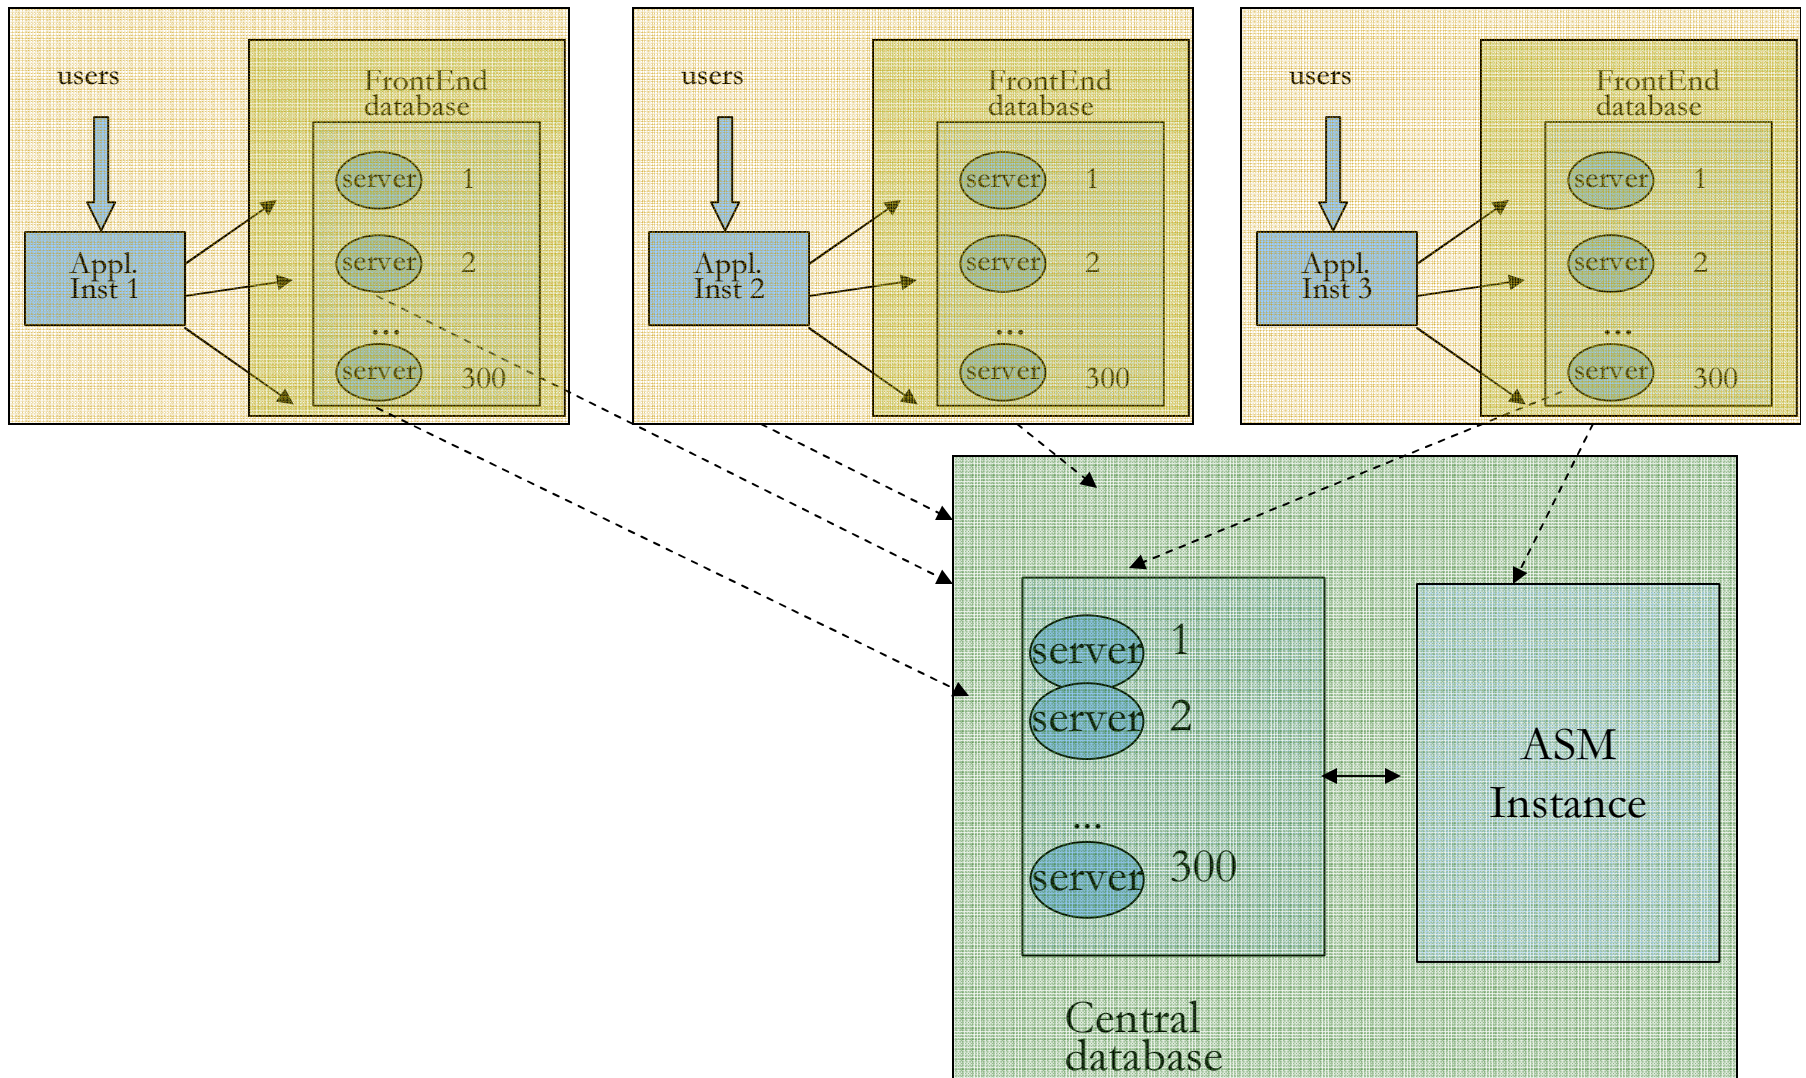 users
FrontEnd
database
server 1
server 2
...
server 300
Appl.
Inst 1
users
FrontEnd
database
server 1
server 2
...
server 300
Appl.
Inst 2
users
FrontEnd
database
server 1
server 2
...
server 300
Appl.
Inst 3
server 1
server 2
...
server 300
ASM
Instance
Central
database